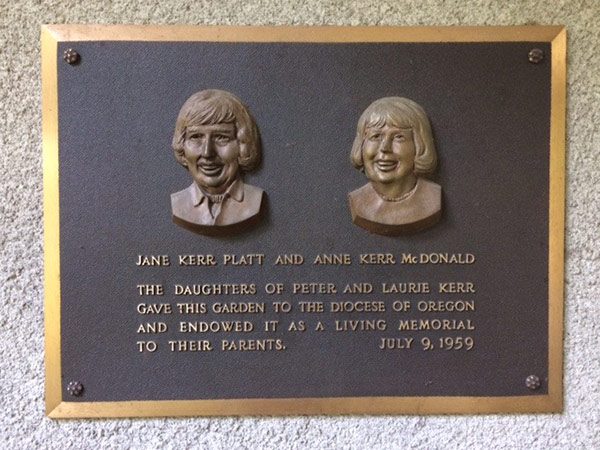 JANE KERR PLATT AND ANNE KERR McDONALD
THE DAUGHTERS OF PETER AND LAURIE KERR
GAVE THIS GARDEN TO THE DIOCESE OF OREGON
AND ENDOWED IT AS A LIVING MEMORIAL
TO THEIR PARENTS. JULY 9, 1959